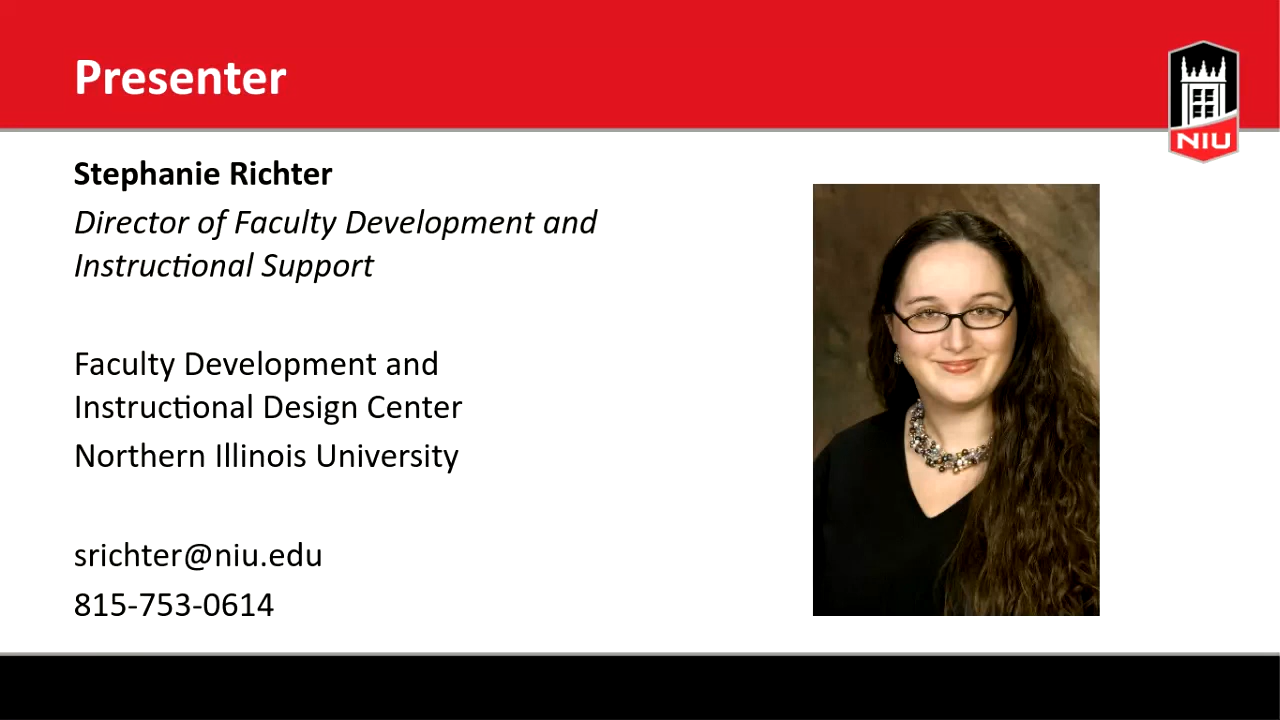 Presenter
NIU
Stephanie Richter
Director of Faculty Development and
Instructional Support
Faculty Development and
Instructional Design Center
Northern Illinois University
srichter@niu.edu
815-753-0614